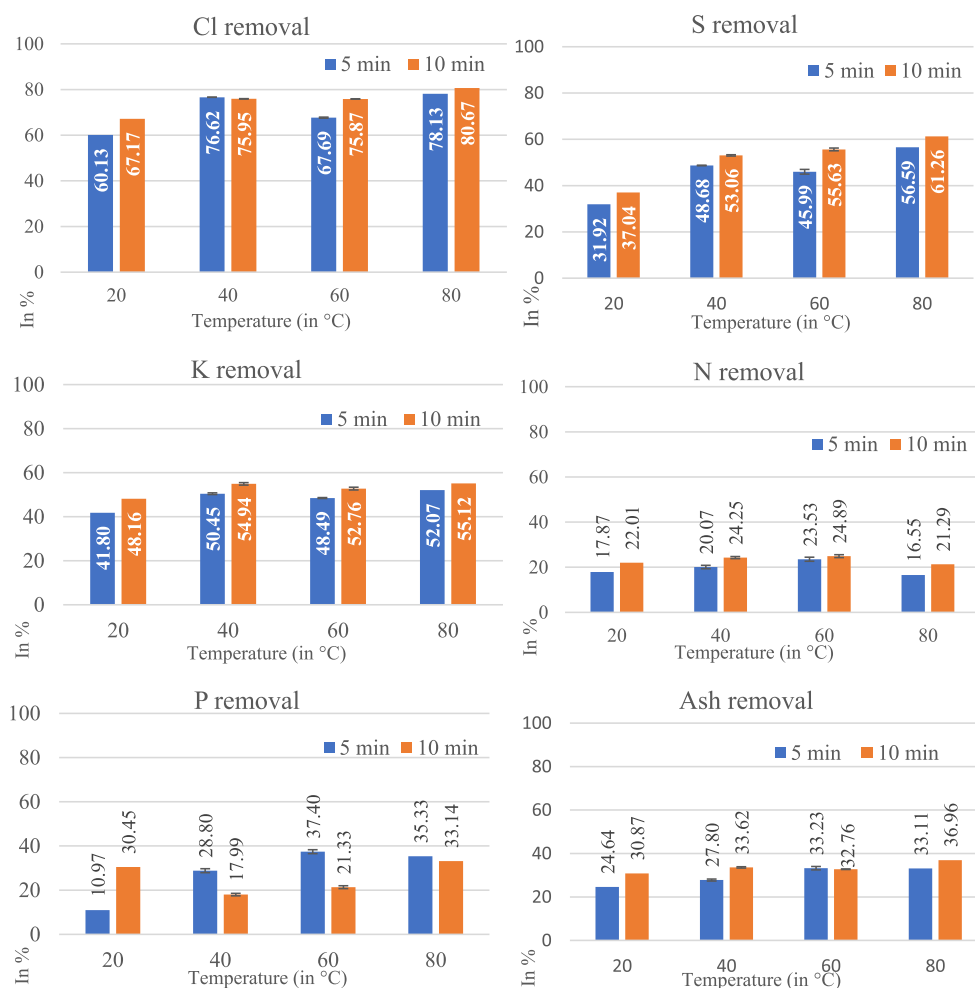 Cl removal
100
80
60
40
20
0
5 min 10 min
60.13 67.17 76.62 75.95 67.69 75.87 78.13 80.67
20 40 60 80
In % Temperature (in °C)
S removal
100
80
60
40
20
0
5 min 10 min
31.92 37.04 48.68 53.06 45.99 55.63 56.59 61.26
20 40 60 80
In % Temperature (in °C)
K removal
100
80
60
40
20
0
5 min 10 min
41.80 48.16 50.45 54.94 48.49 52.76 52.07 55.12
20 40 60 80
In % Temperature (in °C)
N removal
100
80
60
40
20
0
5 min 10 min
17.87 22.01 20.07 24.25 23.53 24.89 16.55 21.29
20 40 60 80
In % Temperature (in °C)
P removal
100
80
60
40
20
0
5 min 10 min
10.97 30.45 28.80 17.99 37.40 21.33 35.33 33.14
20 40 60 80
In % Temperature (in °C)
Ash removal
100
80
60
40
20
0
5 min 10 min
24.64 30.87 27.80 33.62 33.23 32.76 33.11 36.96
20 40 60 80
In % Temperature (in °C)